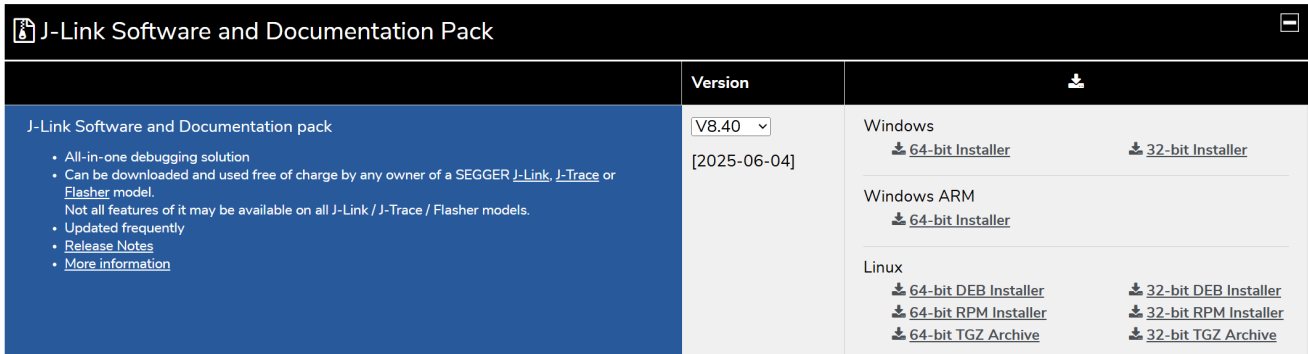 J-Link Software and Documentation Pack
Version
J-Link Software and Documentation pack
• All-in-one debugging solution
• Can be downloaded and used free of charge by any owner of a SEGGER J-Link, J-Trace or
Flasher model.
Not all features of it may be available on all J-Link / J-Trace / Flasher models.
• Updated frequently
• Release Notes
• More information
V8.40
[2025-06-04]
Windows
64-bit Installer 32-bit Installer
Windows ARM
64-bit Installer
Linux
64-bit DEB Installer 32-bit DEB Installer
64-bit RPM Installer 32-bit RPM Installer
64-bit TGZ Archive 32-bit TGZ Archive